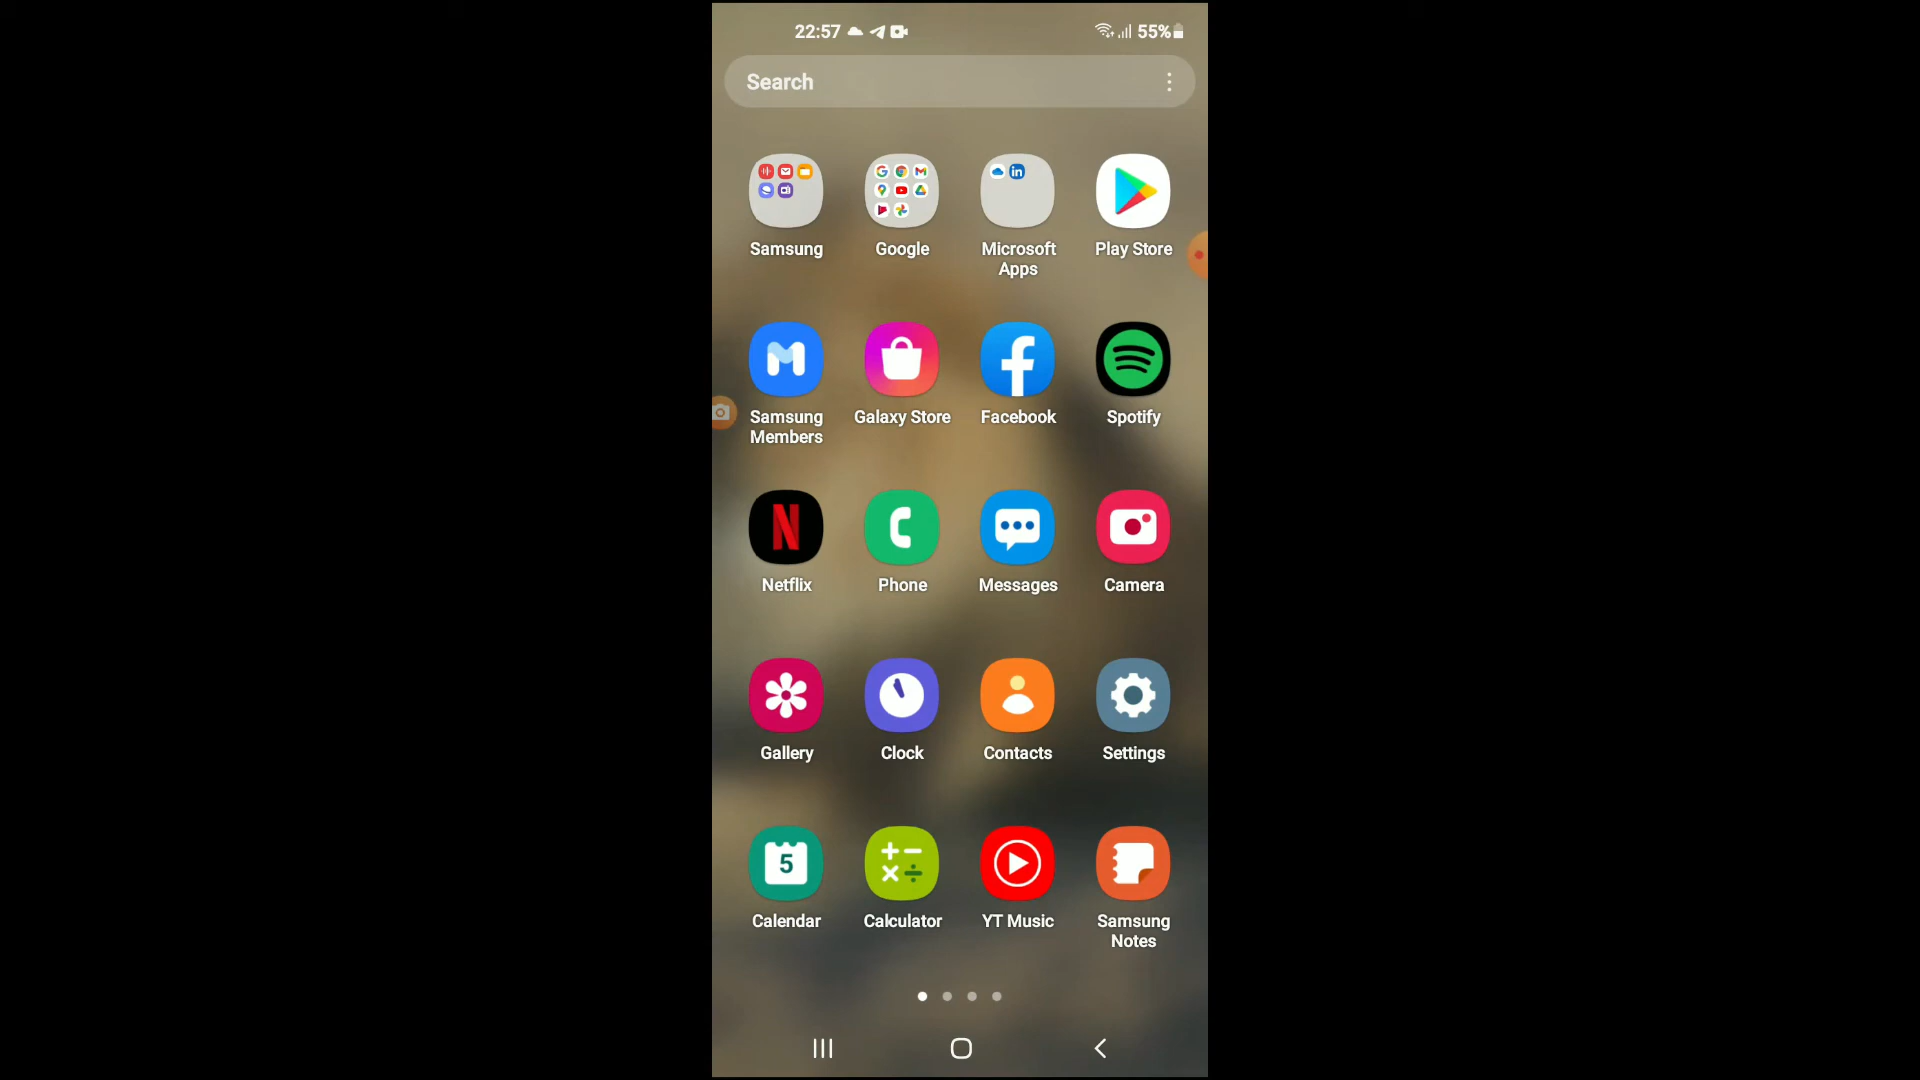 22:57 55%
Search
Samsung Google Microsoft Play Store
Apps
Samsung Galaxy Store Facebook Spotify
Members
N
Netflix Phone Messages Camera
Gallery Clock Contacts Settings
5
Calendar Calculator YT Music Samsung
Notes